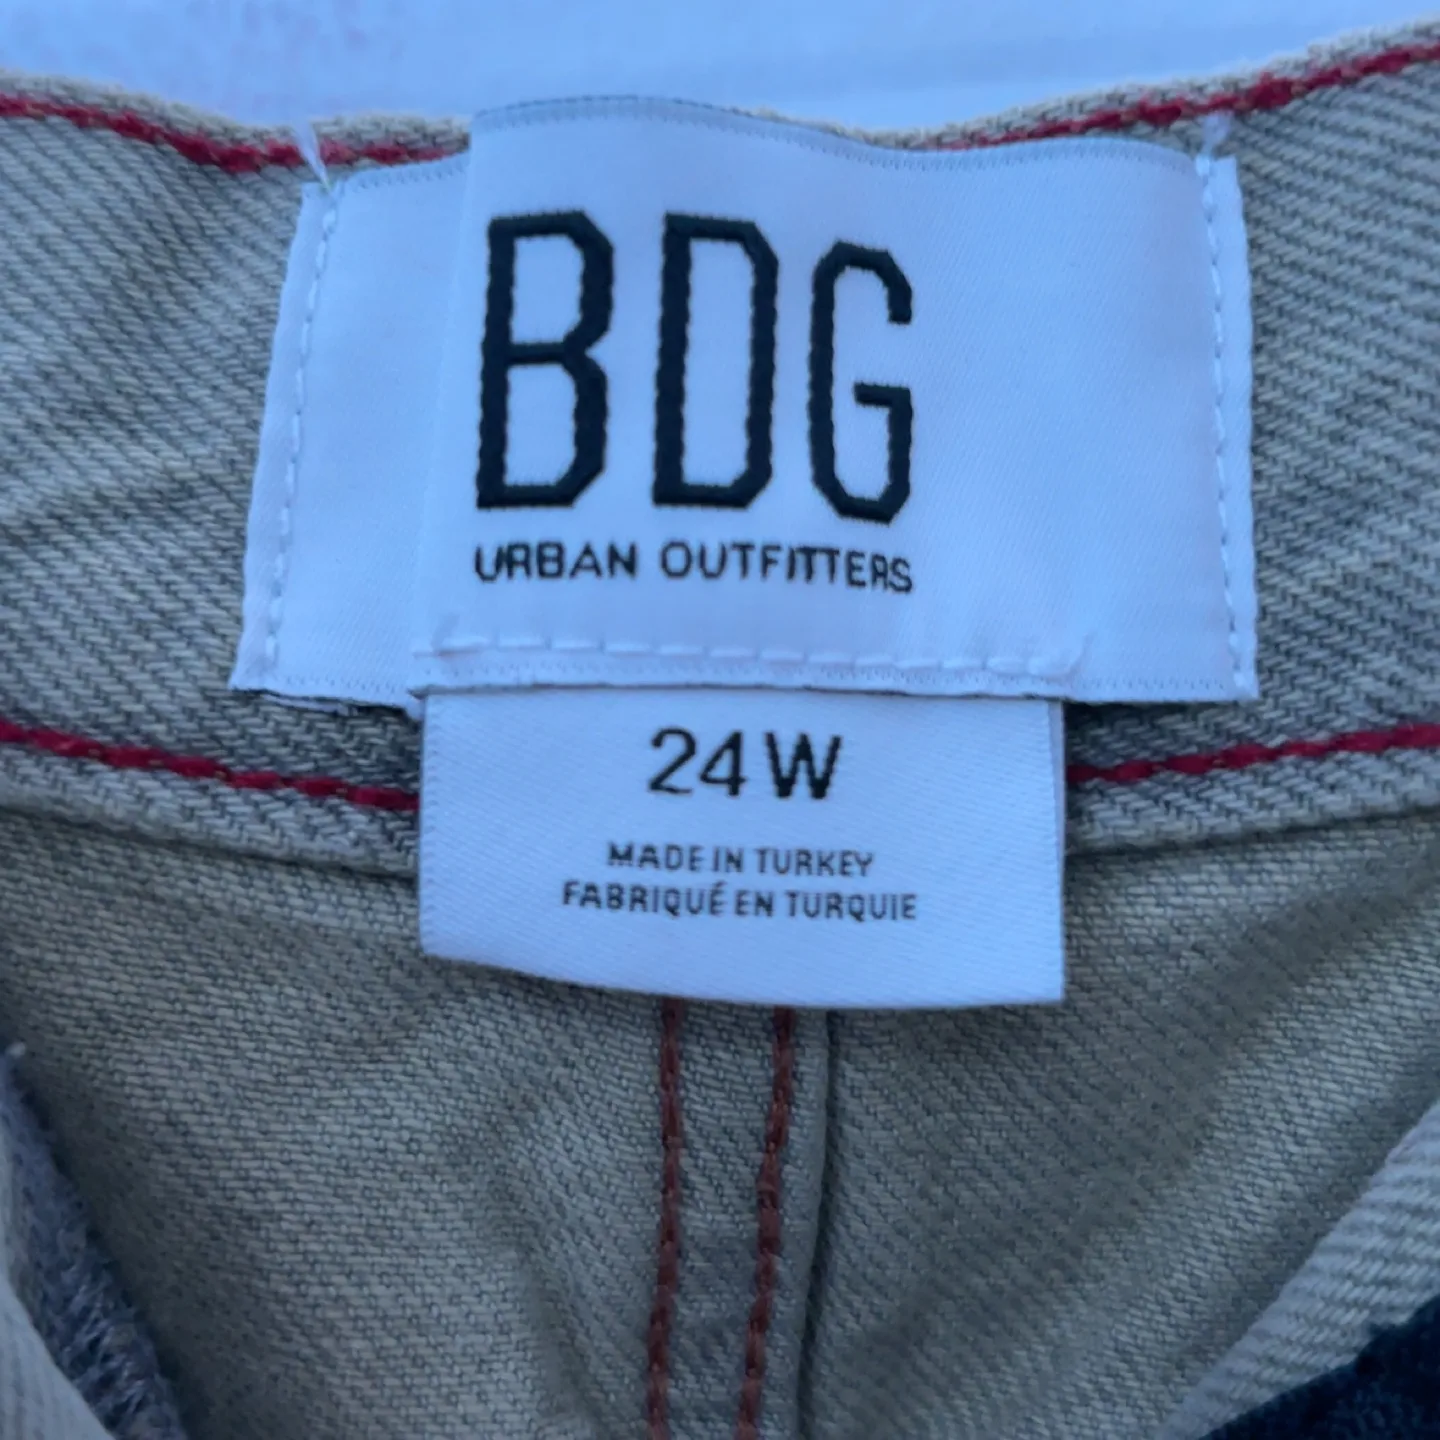 BDG
URBAN OUTFITTERS
24W
MADE IN TURKEY
FABRIQUÉ EN TURQUIE